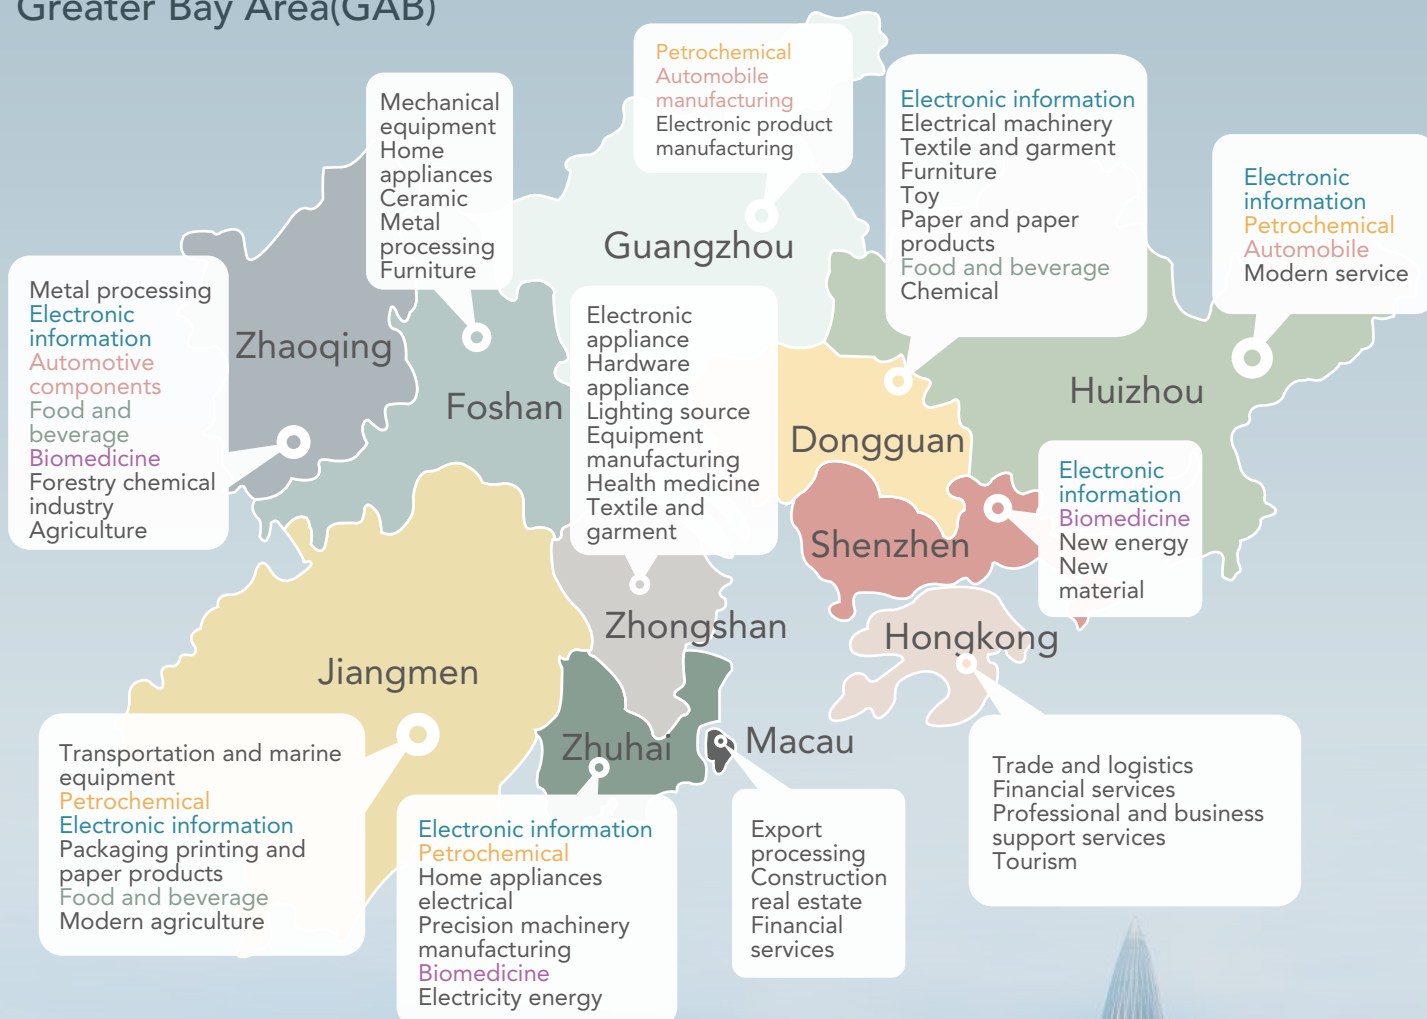 Greater Bay Area(GAB)
Petrochemical
Automobile
manufacturing
Electronic product
manufacturing
Mechanical
equipment
Home
appliances
Ceramic
Metal
processing
Furniture
Electronic information
Electrical machinery
Textile and garment
Furniture
Toy
Paper and paper
products
Food and beverage
Chemical
Electronic
information
Petrochemical
Automobile
Modern service
Guangzhou
Metal processing
Electronic
information
Automotive
components
Food and
beverage
Biomedicine
Forestry chemical
industry
Agriculture
Zhaoqing
Foshan
Electronic
appliance
Hardware
appliance
Lighting source
Equipment
manufacturing
Health medicine
Textile and
garment
Huizhou
Dongguan
Electronic
information
Biomedicine
New energy
New
material
Shenzhen
Zhongshan
Hongkong
Jiangmen
Zhuhai
Macau
Transportation and marine
equipment
Petrochemical
Electronic information
Packaging printing and
paper products
Food and beverage
Modern agriculture
Electronic information
Petrochemical
Home appliances
electrical
Precision machinery
manufacturing
Biomedicine
Electricity energy
Export
processing
Construction
real estate
Financial
services
Trade and logistics
Financial services
Professional and business
support services
Tourism